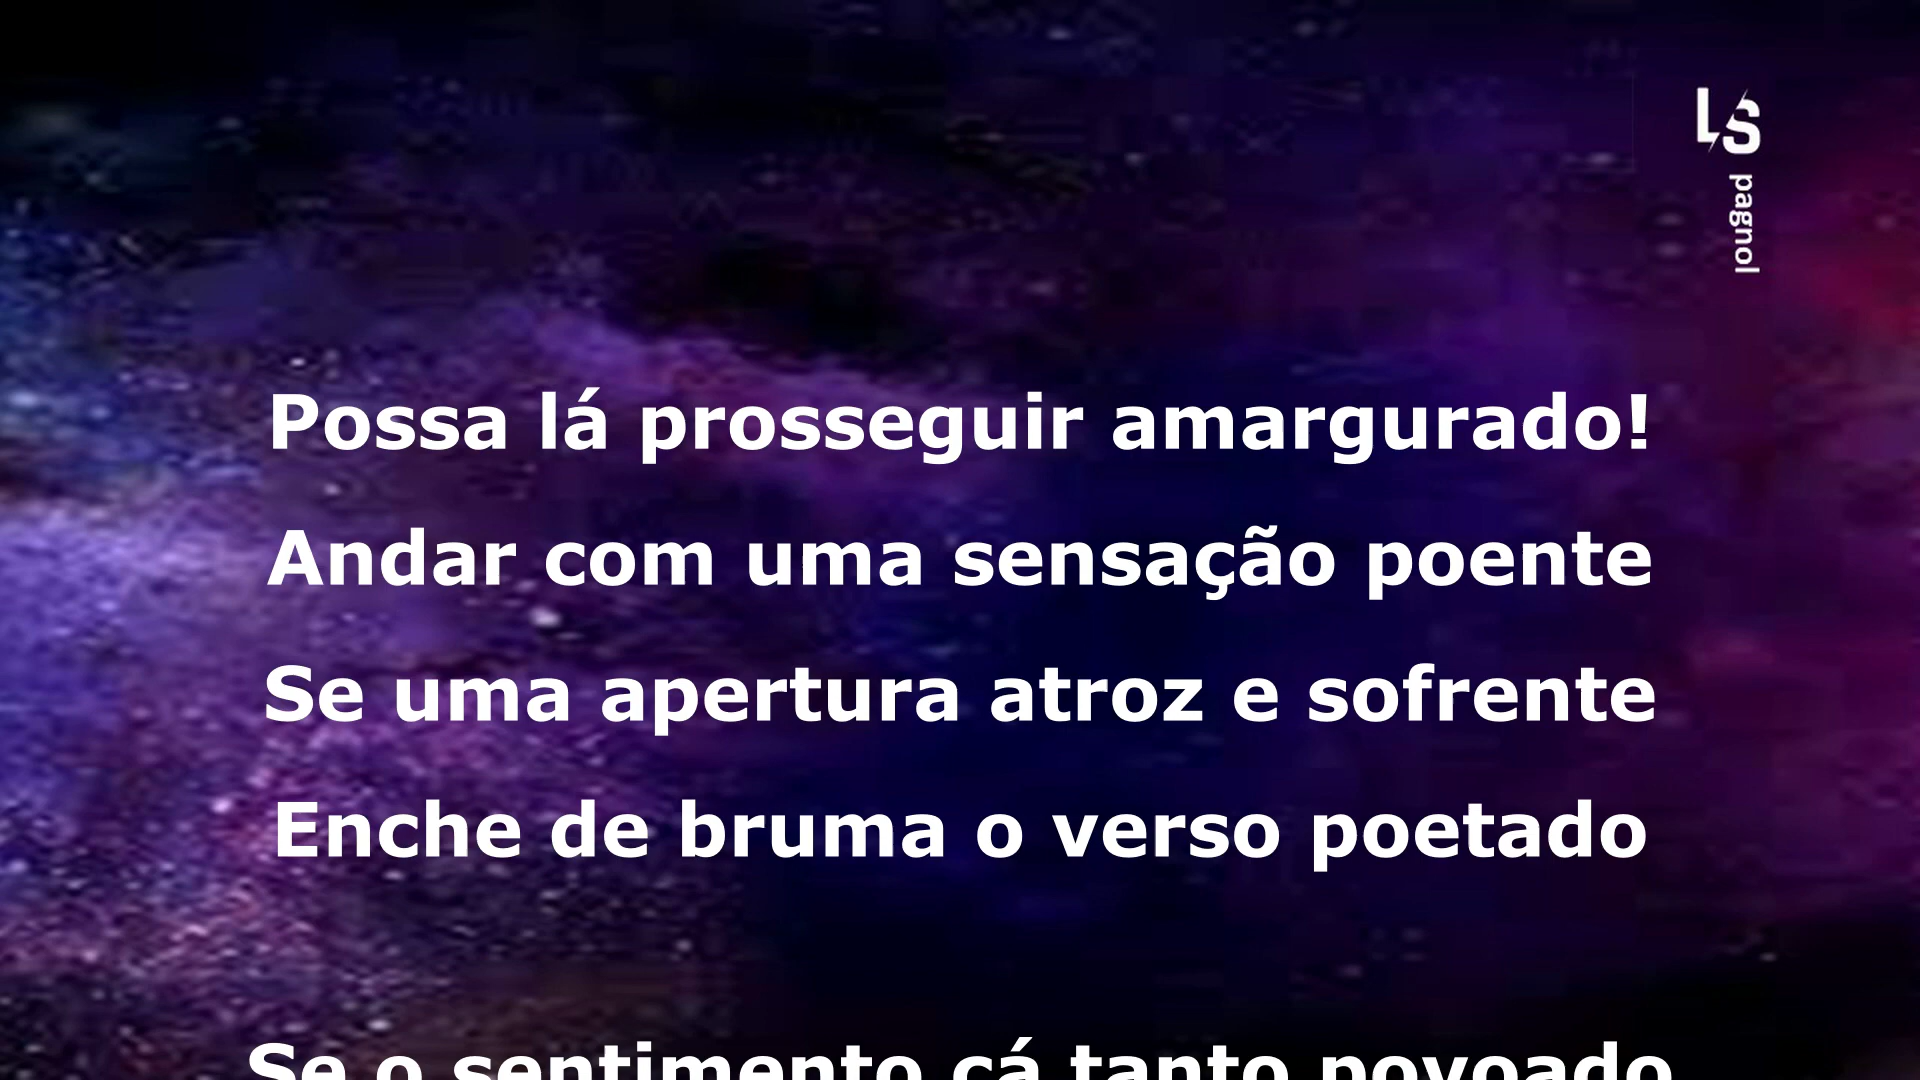 LS
pagnol
Possa lá prosseguir amargurado!
Andar com uma sensação poente
Se uma apertura atroz e sofrente
Enche de bruma o verso poetado
Se o sentimento cá tanto povoado